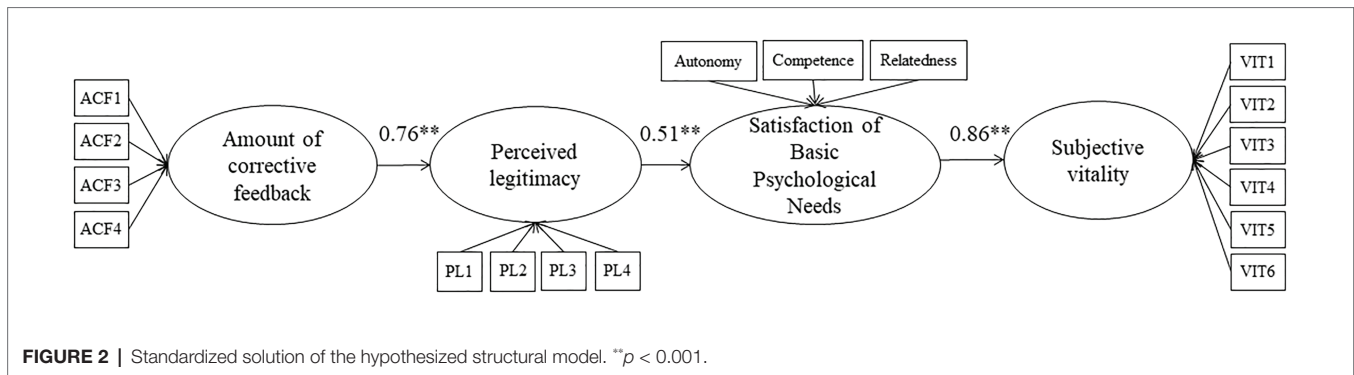 Autonomy
Competence
Relatedness
ACF1
ACF2
ACF3
ACF4
Amount of
corrective
feedback
0.76**
Perceived
legitimacy
PL1
PL2
PL3
PL4
0.51**
Satisfaction of
Basic
Psychological
Needs
0.86**
Subjective
vitality
VIT1
VIT2
VIT3
VIT4
VIT5
VIT6
FIGURE 2 | Standardized solution of the hypothesized structural model. **p < 0.001.